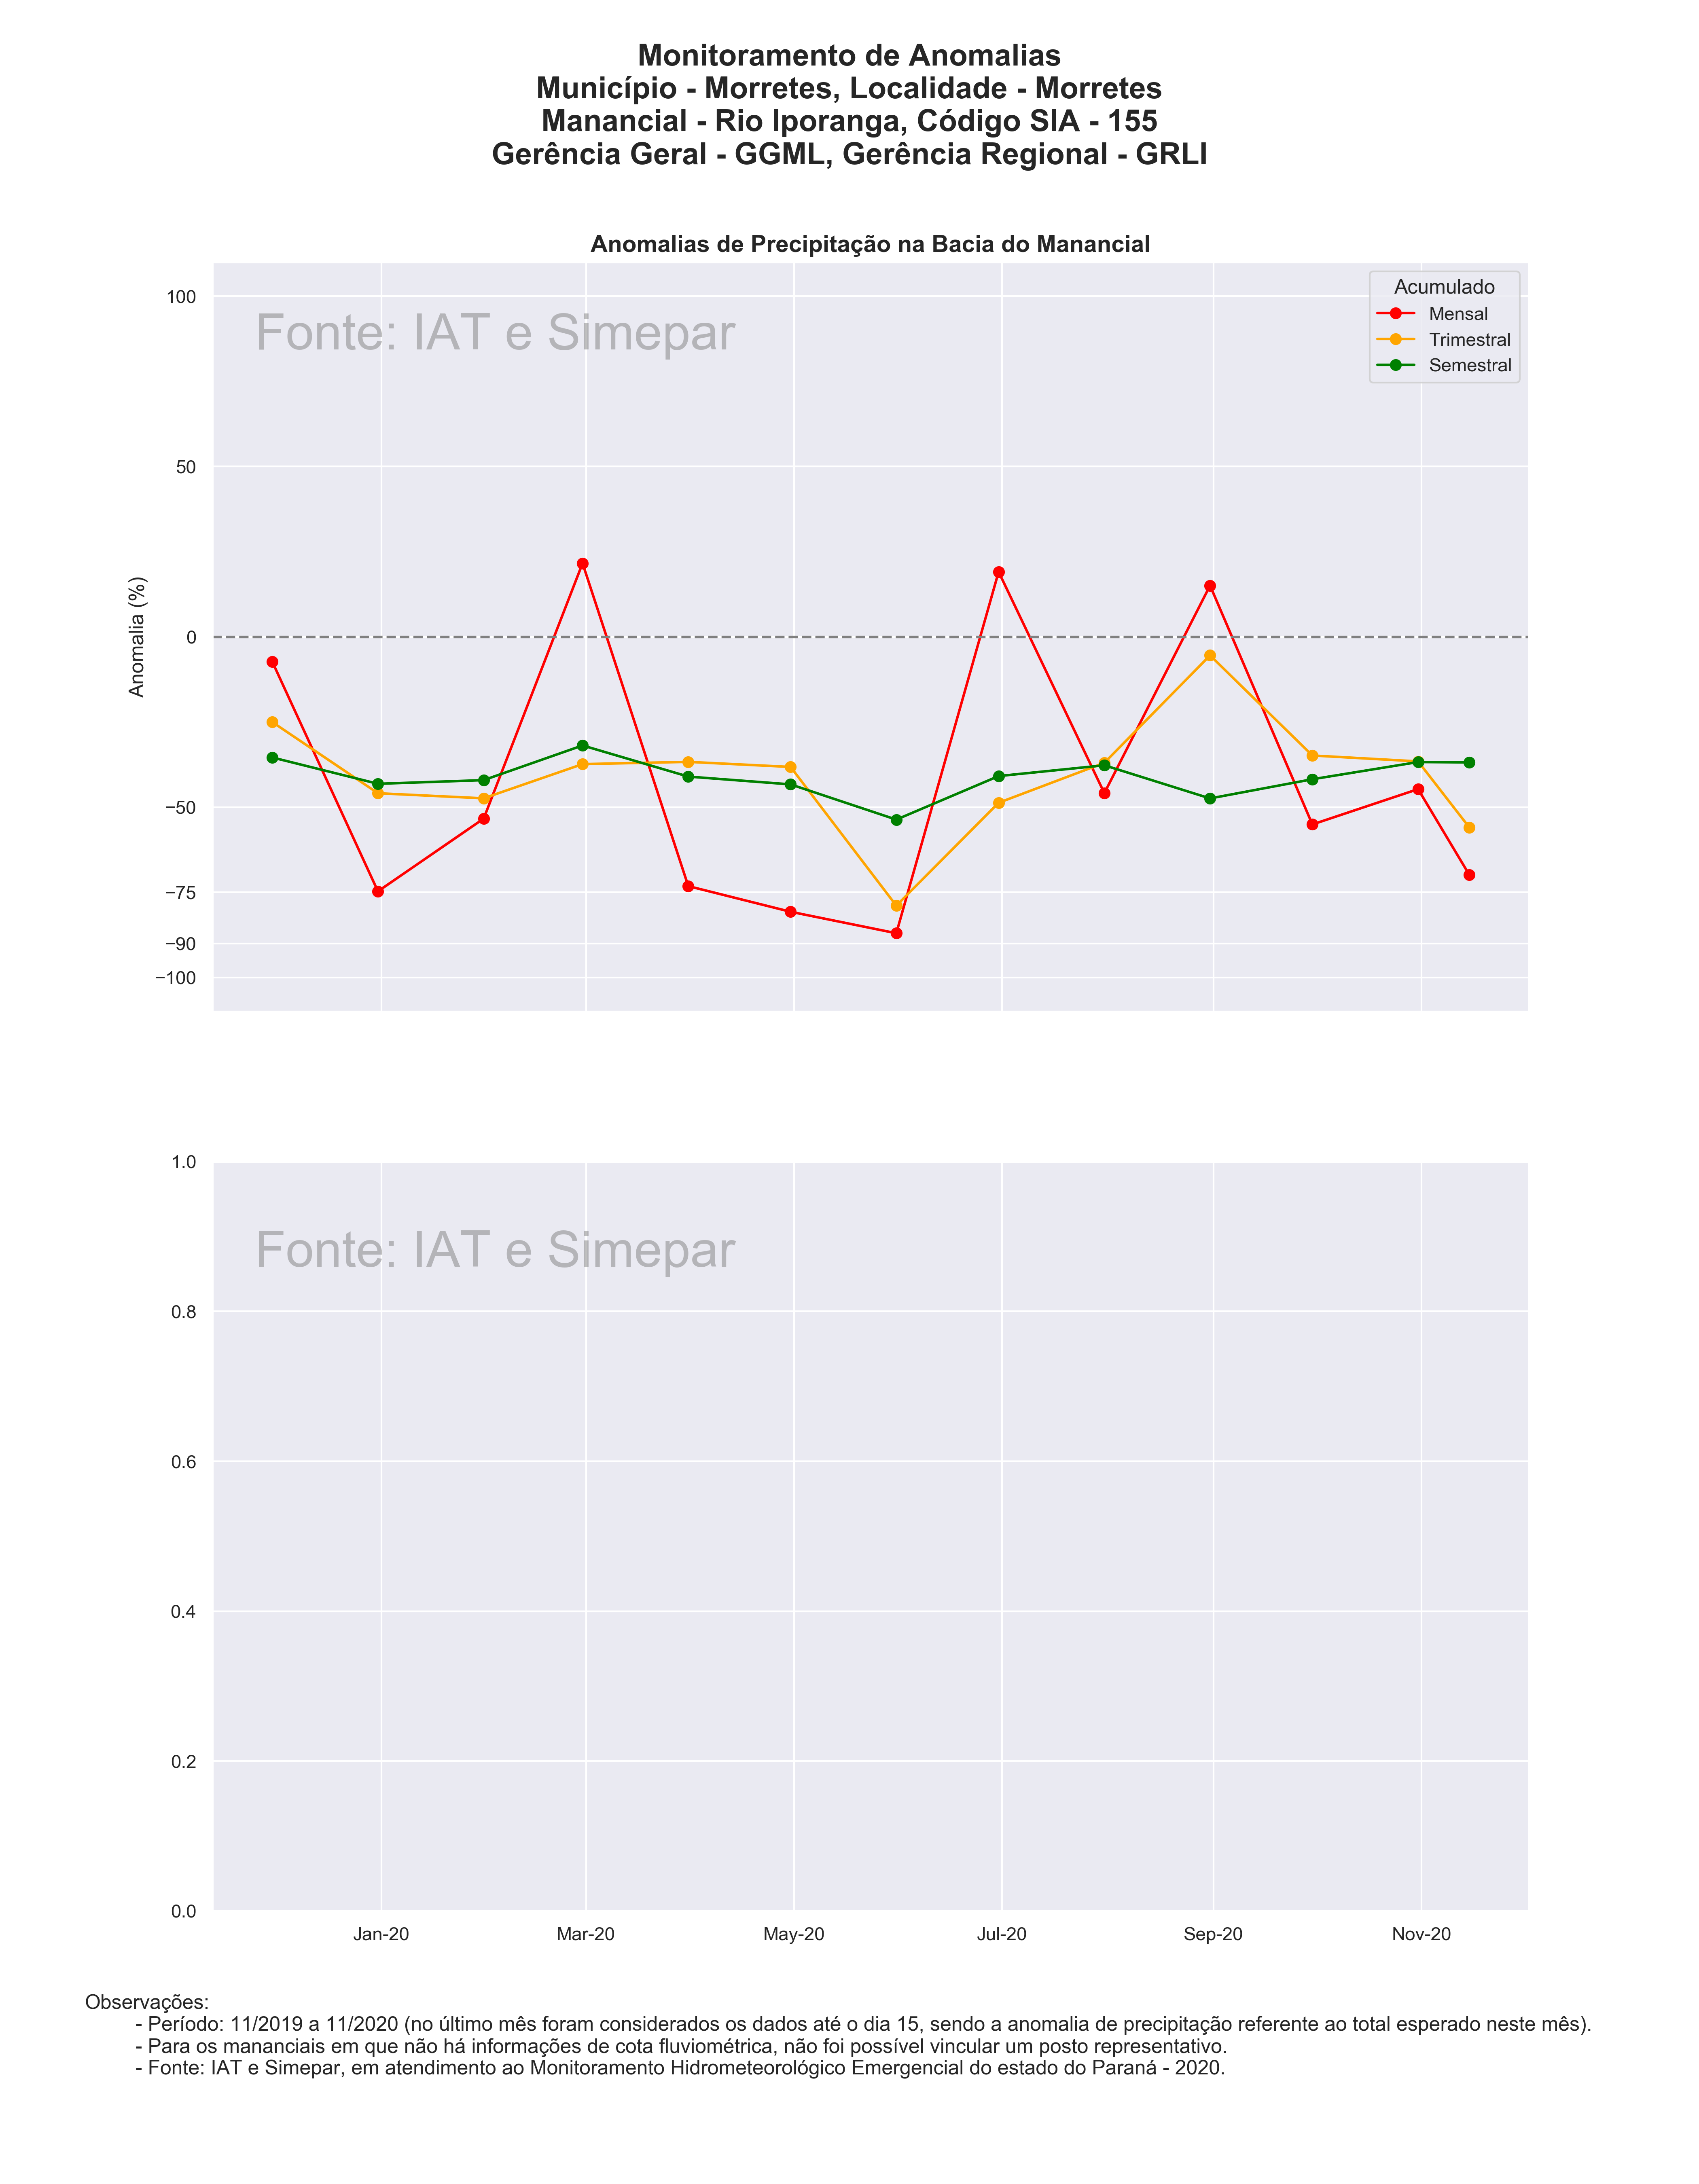 Monitoramento de Anomalias
Município - Morretes, Localidade - Morretes
Manancial - Rio Iporanga, Código SIA - 155
Gerência Geral - GGML, Gerência Regional - GRLI
Anomalias de Precipitação na Bacia do Manancial
Fonte: IAT e Simepar
Acumulado
Mensal
Trimestral
Semestral
Anomalia (%)
100
50
0
−50
−75
−90
−100
Fonte: IAT e Simepar
1.0
0.8
0.6
0.4
0.2
0.0
Jan-20 Mar-20 May-20 Jul-20 Sep-20 Nov-20
Observações:
- Período: 11/2019 a 11/2020 (no último mês foram considerados os dados até o dia 15, sendo a anomalia de precipitação referente ao total esperado neste mês).
- Para os mananciais em que não há informações de cota fluviométrica, não foi possível vincular um posto representativo.
- Fonte: IAT e Simepar, em atendimento ao Monitoramento Hidrometeorológico Emergencial do estado do Paraná - 2020.